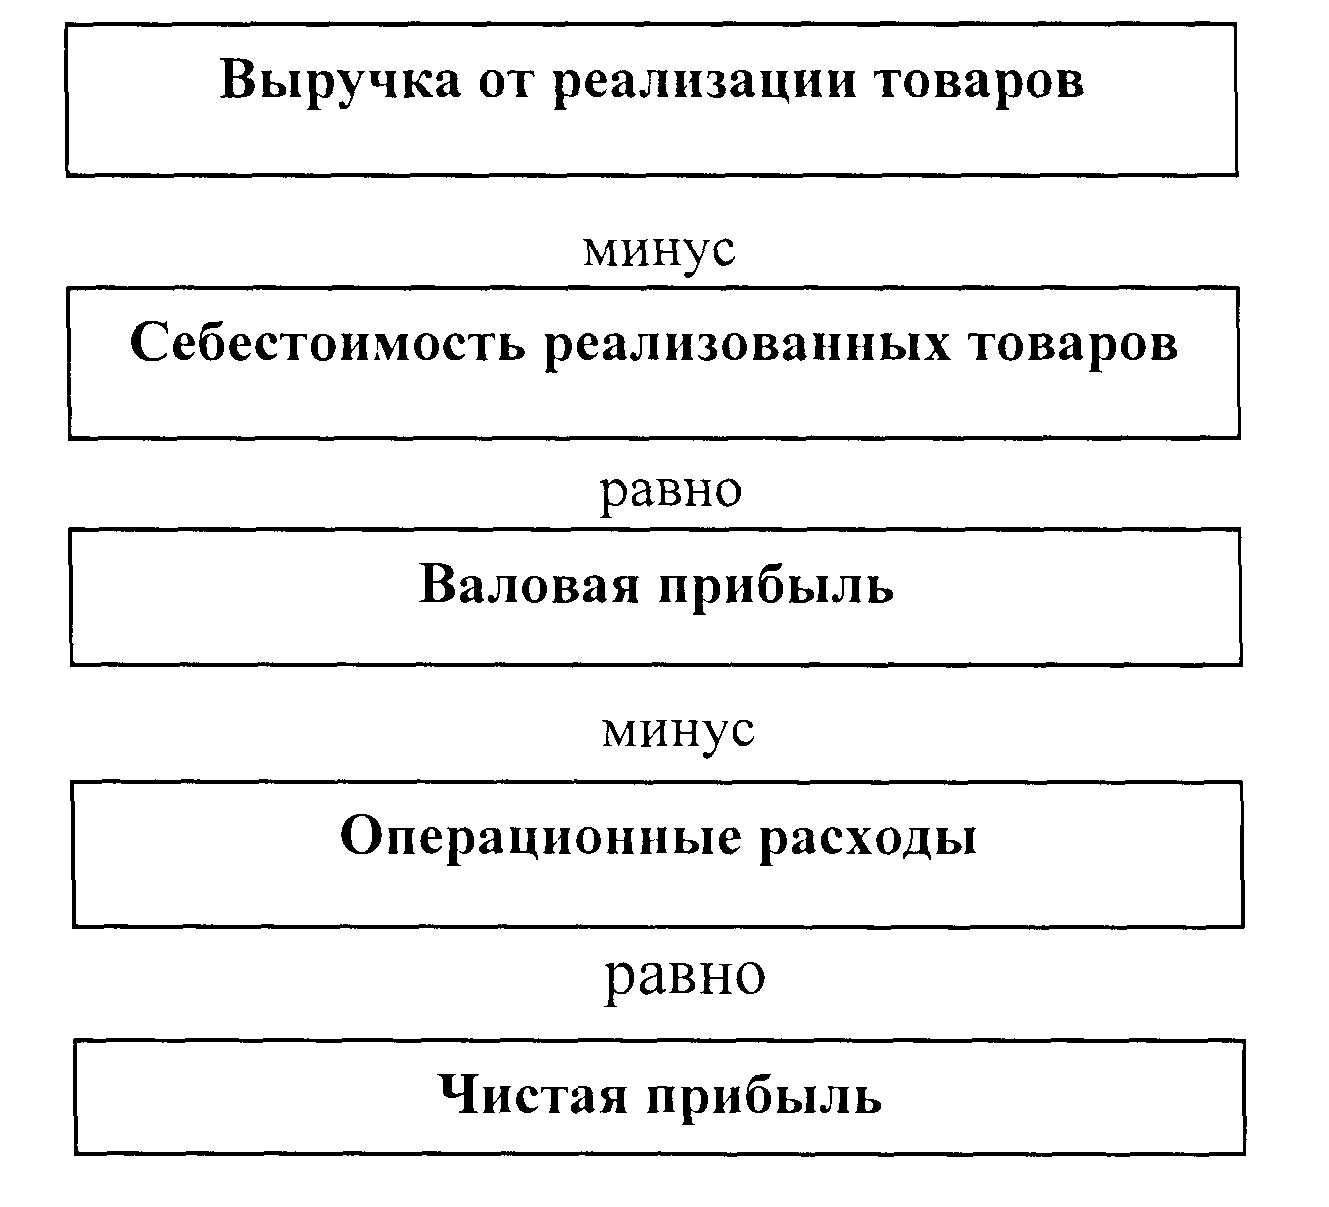 Выручка от реализации товаров
минус
Себестоимость реализованных товаров
равно
Валовая прибыль
минус
Операционные расходы
равно
Чистая прибыль